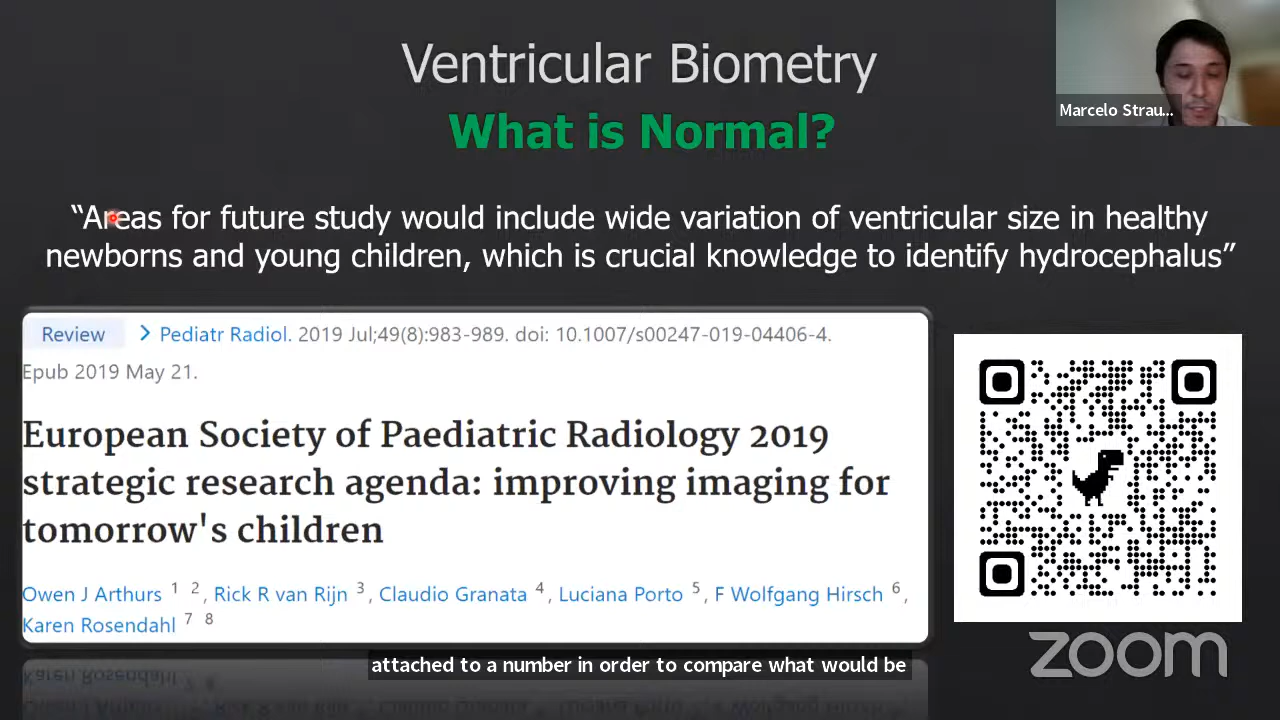 Ventricular Biometry
What is Normal?
Marcelo Strau...
“Areas for future study would include wide variation of ventricular size in healthy
newborns and young children, which is crucial knowledge to identify hydrocephalus”
Review > Pediatr Radiol. 2019 Jul;49(8):983-989. doi: 10.1007/s00247-019-04406-4.
Epub 2019 May 21.
European Society of Paediatric Radiology 2019
strategic research agenda: improving imaging for
tomorrow's children
Owen J Arthurs 1 2, Rick R van Rijn 3, Claudio Granata 4, Luciana Porto 5, F Wolfgang Hirsch 6,
Karen Rosendahl 7 8
attached to a number in order to compare what would be
zoom